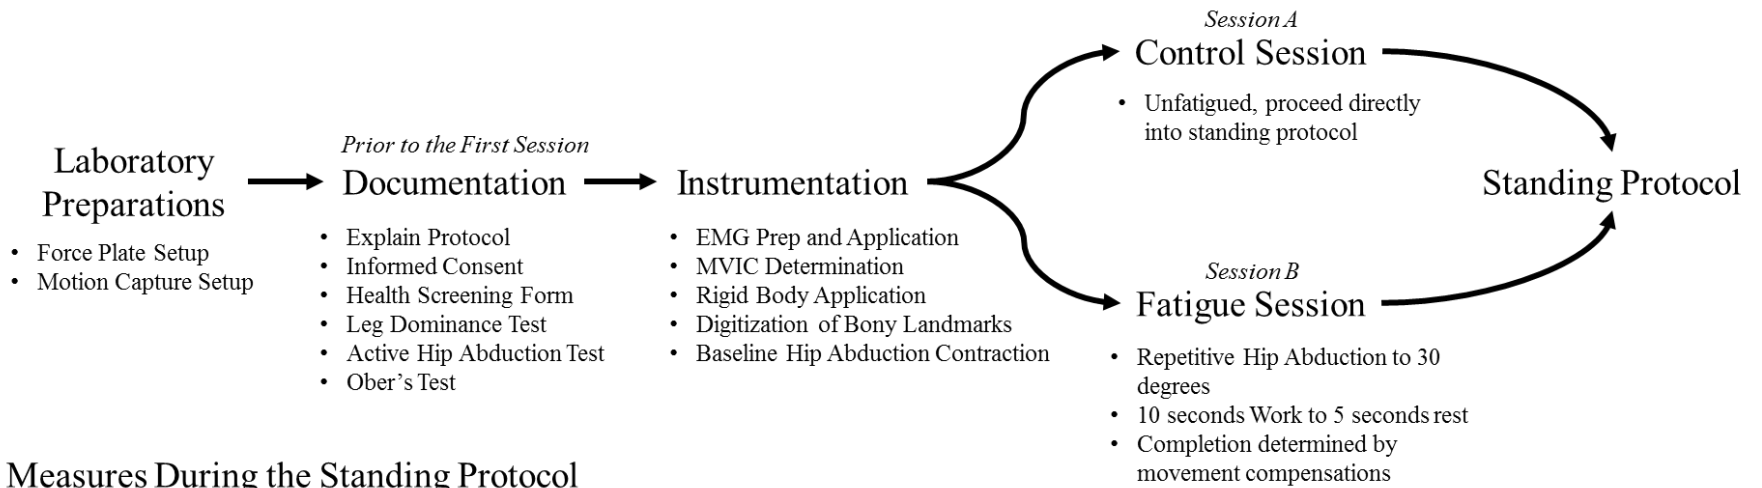 Laboratory
Preparations
• Force Plate Setup
• Motion Capture Setup
Prior to the First Session
Documentation
• Explain Protocol
• Informed Consent
• Health Screening Form
• Leg Dominance Test
• Active Hip Abduction Test
• Ober's Test
Instrumentation
• EMG Prep and Application
• MVIC Determination
• Rigid Body Application
• Digitization of Bony Landmarks
• Baseline Hip Abduction Contraction
Session A
Control Session
• Unfatigued, proceed directly
into standing protocol
Session B
Fatigue Session
• Repetitive Hip Abduction to 30
degrees
• 10 seconds Work to 5 seconds rest
• Completion determined by
movement compensations
Standing Protocol
Measures During the Standing Protocol